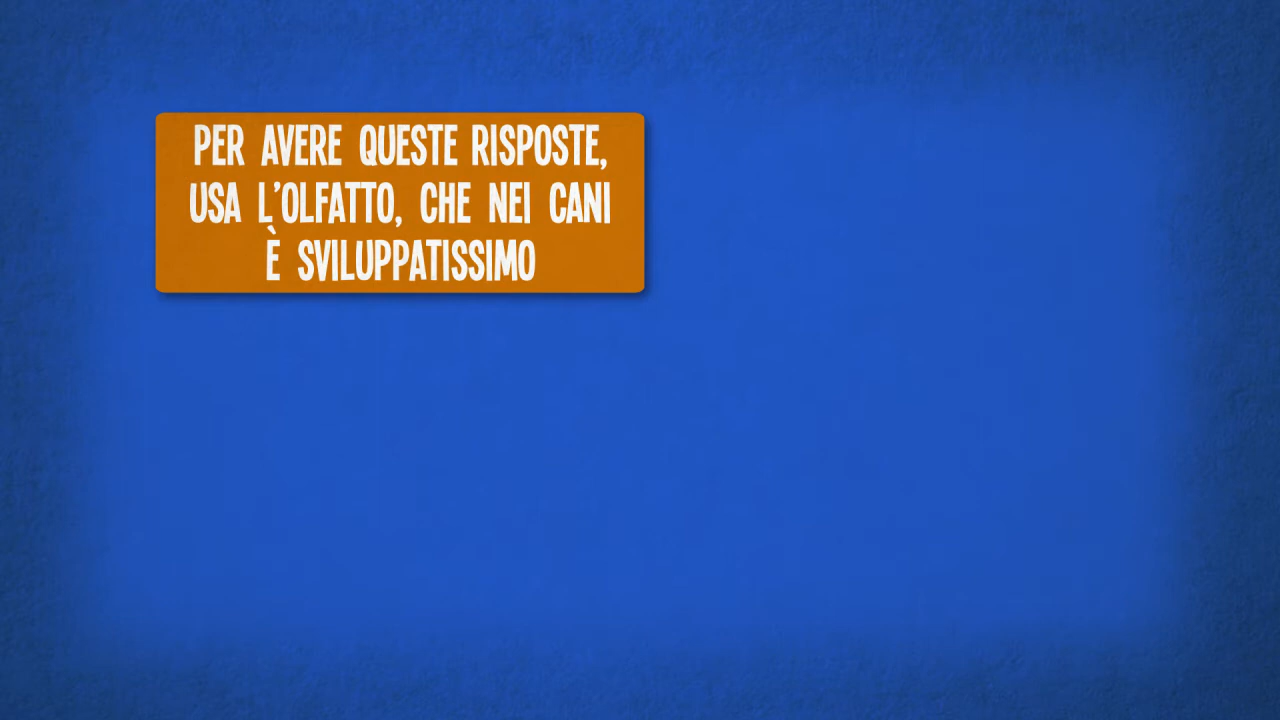 PER AVERE QUESTE RISPOSTE,
USA L'OLFATTO, CHE NEI CANI
È SVILUPPATISSIMO